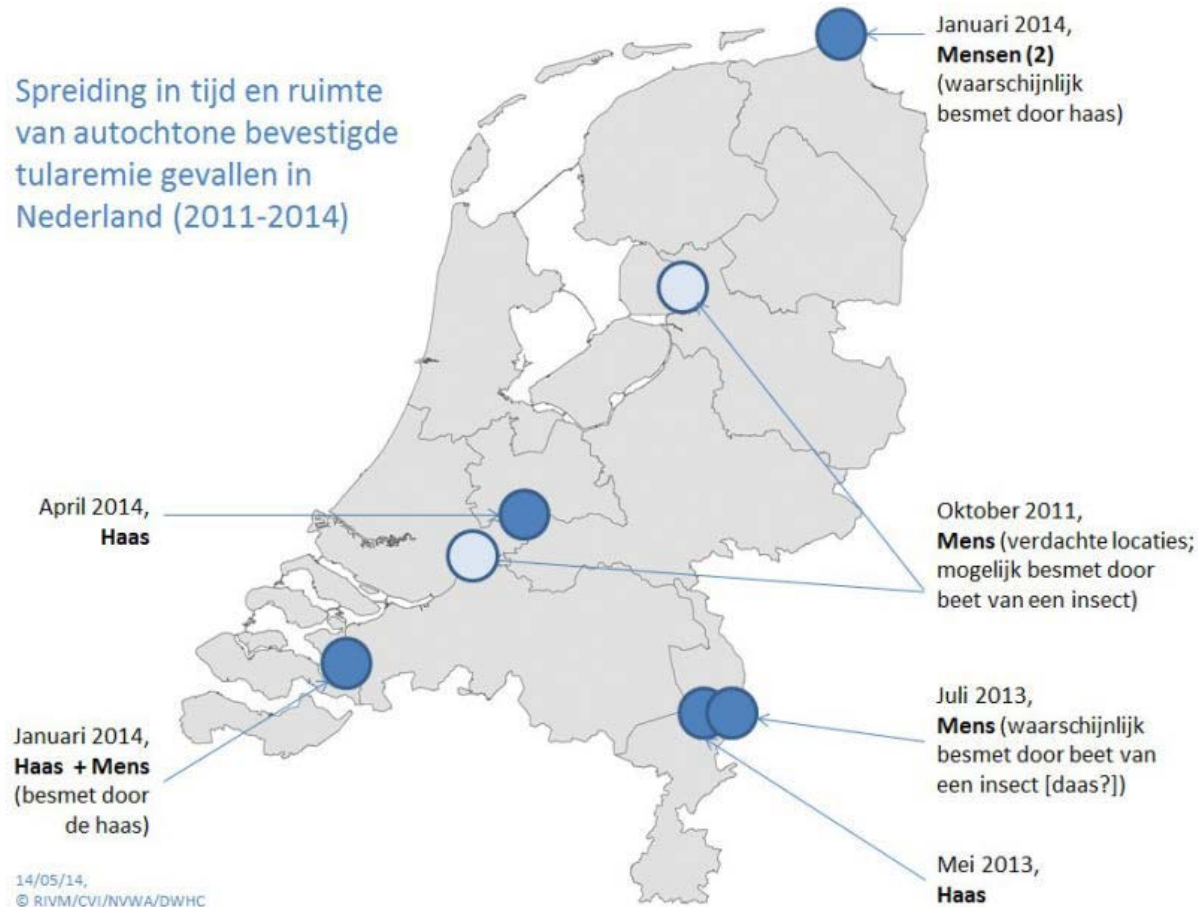 Spreiding in tijd en ruimte
van autochtone bevestigde
tularemie gevallen in
Nederland (2011-2014)
Januari 2014,
Mensen (2)
(waarschijnlijk
besmet door haas)
April 2014,
Haas
Oktober 2011,
Mens (verdachte locaties;
mogelijk besmet door
beet van een insect)
Januari 2014,
Haas + Mens
(besmet door
de haas)
Juli 2013,
Mens (waarschijnlijk
besmet door beet van
een insect [daas?])
Mei 2013,
Haas
14/05/14,
© RIVM/CVI/NVWA/DWHC